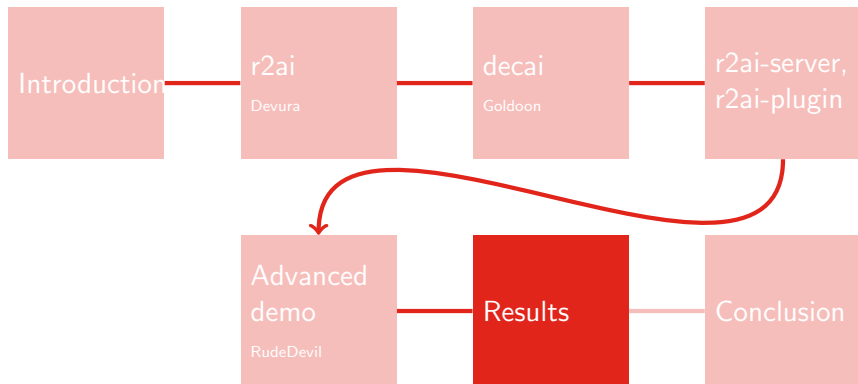 Introduction
r2ai
Devura
decai
Goldoon
r2ai-server,
r2ai-plugin
Advanced
demo
RudeDevil
Results
Conclusion